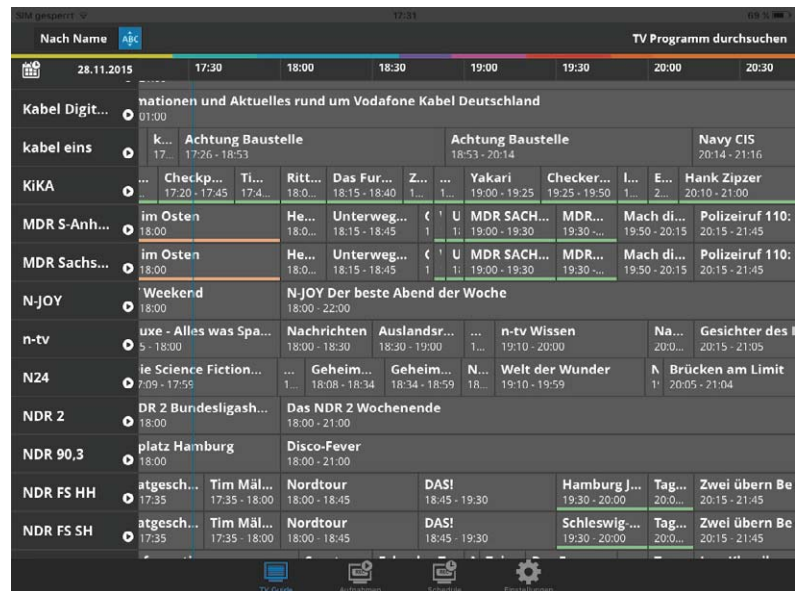 SIM gesperrt 17:31 69 %
Nach Name ABC TV Programm durchsuchen
28.11.2015 17:30 18:00 18:30 19:00 19:30 20:00 20:30
Kabel Digit... mationen und Aktuelles rund um Vodafone Kabel Deutschland
01:00
kabel eins k... Achtung Baustelle Achtung Baustelle Navy CIS
17... 17:26 - 18:53 18:53 - 20:14 20:14 - 21:16
KiKA ... Checkp... Ti... Ritt... Das Fur... Z... ... Yakari Checker... I... E... Hank Zipzer
17:20 - 17:45 17:4... 18:0... 18:15 - 18:40 1... 1... 19:00 - 19:25 19:25 - 19:50 1... 2... 20:10 - 21:00
MDR S-Anh... im Osten He... Unterweg... U MDR SACH... MDR... Mach di... Polizeiruf 110:
18:00 18:0... 18:15 - 18:45 1 19:00 - 19:30 19:30 -... 19:50 - 20:15 20:15 - 21:45
MDR Sachs... im Osten He... Unterweg... U MDR SACH... MDR... Mach di... Polizeiruf 110:
18:00 18:0... 18:15 - 18:45 1 19:00 - 19:30 19:30 -... 19:50 - 20:15 20:15 - 21:45
N-JOY Weekend N-JOY Der beste Abend der Woche
18:00 18:00 - 22:00
n-tv uxe - Alles was Spa... Nachrichten Auslandsr... ... n-tv Wissen Na... Gesichter des
5 - 18:00 18:00 - 18:30 18:30 - 19:00 1... 19:10 - 20:00 20:0... 20:15 - 21:05
N24 ie Science Fiction... ... Geheim... Geheim... N... Welt der Wunder N Brücken am Limit
7:09 - 17:59 1... 18:08 - 18:34 18:34 - 18:59 18... 19:10 - 19:59 20:05 - 21:04
NDR 2 DR 2 Bundesligash... Das NDR 2 Wochenende
18:00 18:00 - 21:00
NDR 90,3 platz Hamburg Disco-Fever
18:00 18:00 - 21:00
NDR FS HH atgesch... Tim Mäl... Nordtour DAS! Hamburg J... Tag... Zwei übern Be
17:35 17:35 - 18:00 18:00 - 18:45 18:45 - 19:30 19:30 - 20:00 20:0... 20:15 - 21:45
NDR FS SH atgesch... Tim Mäl... Nordtour DAS! Schleswig-... Tag... Zwei übern Be
17:35 17:35 - 18:00 18:00 - 18:45 18:45 - 19:30 19:30 - 20:00 20:0... 20:15 - 21:45
TV Guide Aufnahmen Schedule Einstellungen